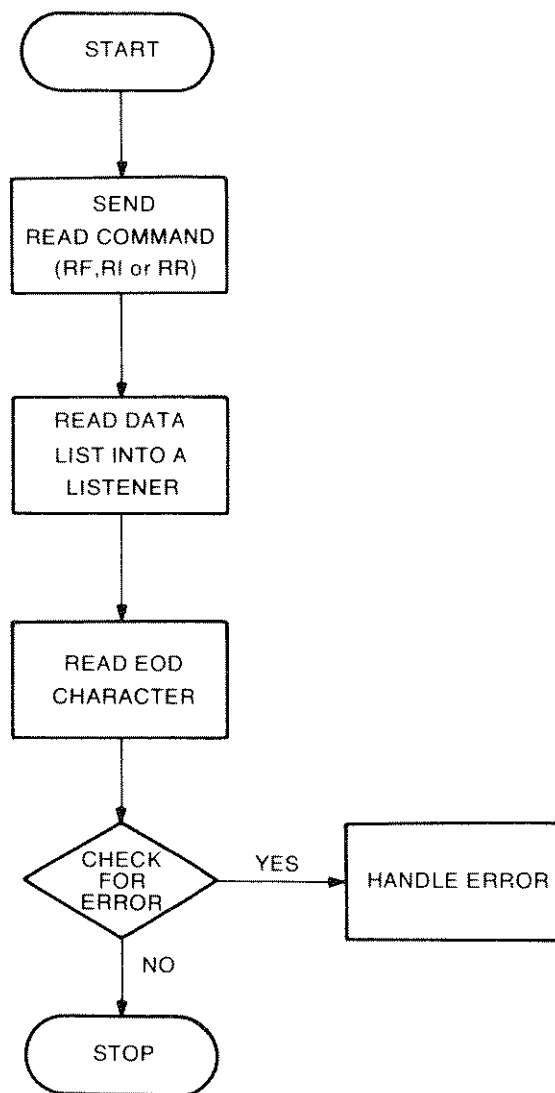 START
SEND
READ COMMAND
(RF,RI or RR)
READ DATA
LIST INTO A
LISTENER
READ EOD
CHARACTER
CHECK
FOR
ERROR
YES
HANDLE ERROR
NO
STOP